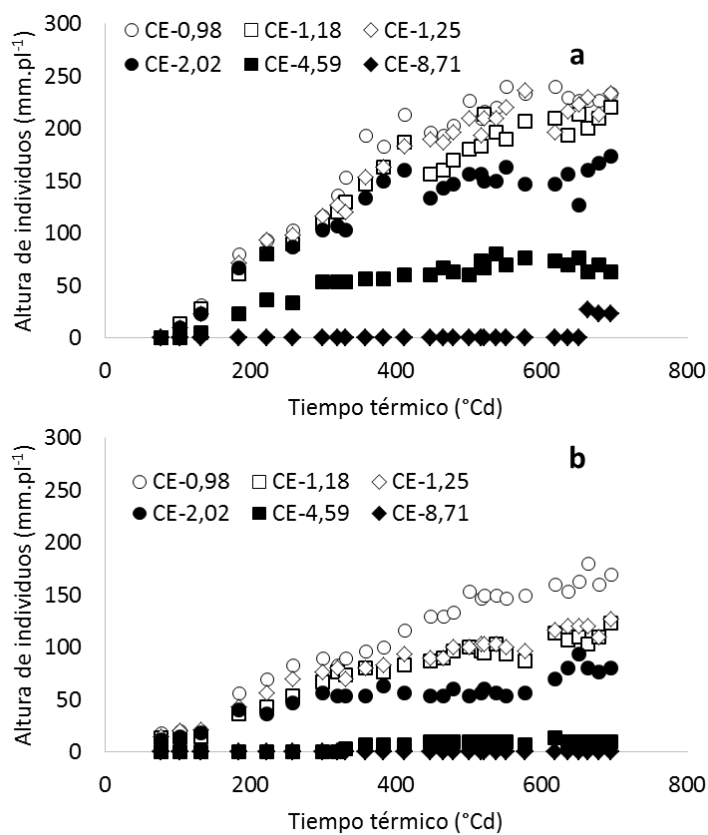 300
250
200
150
100
50
0
Altura de individuos (mm.pl-1)
CE-0,98 CE-1,18 CE-1,25
CE-2,02 CE-4,59 CE-8,71
a
0 200 400 600 800
Tiempo térmico (°Cd)
300
250
200
150
100
50
0
Altura de individuos (mm.pl-1)
b
CE-0,98 CE-1,18 CE-1,25
CE-2,02 CE-4,59 CE-8,71
0 200 400 600 800
Tiempo térmico (°Cd)